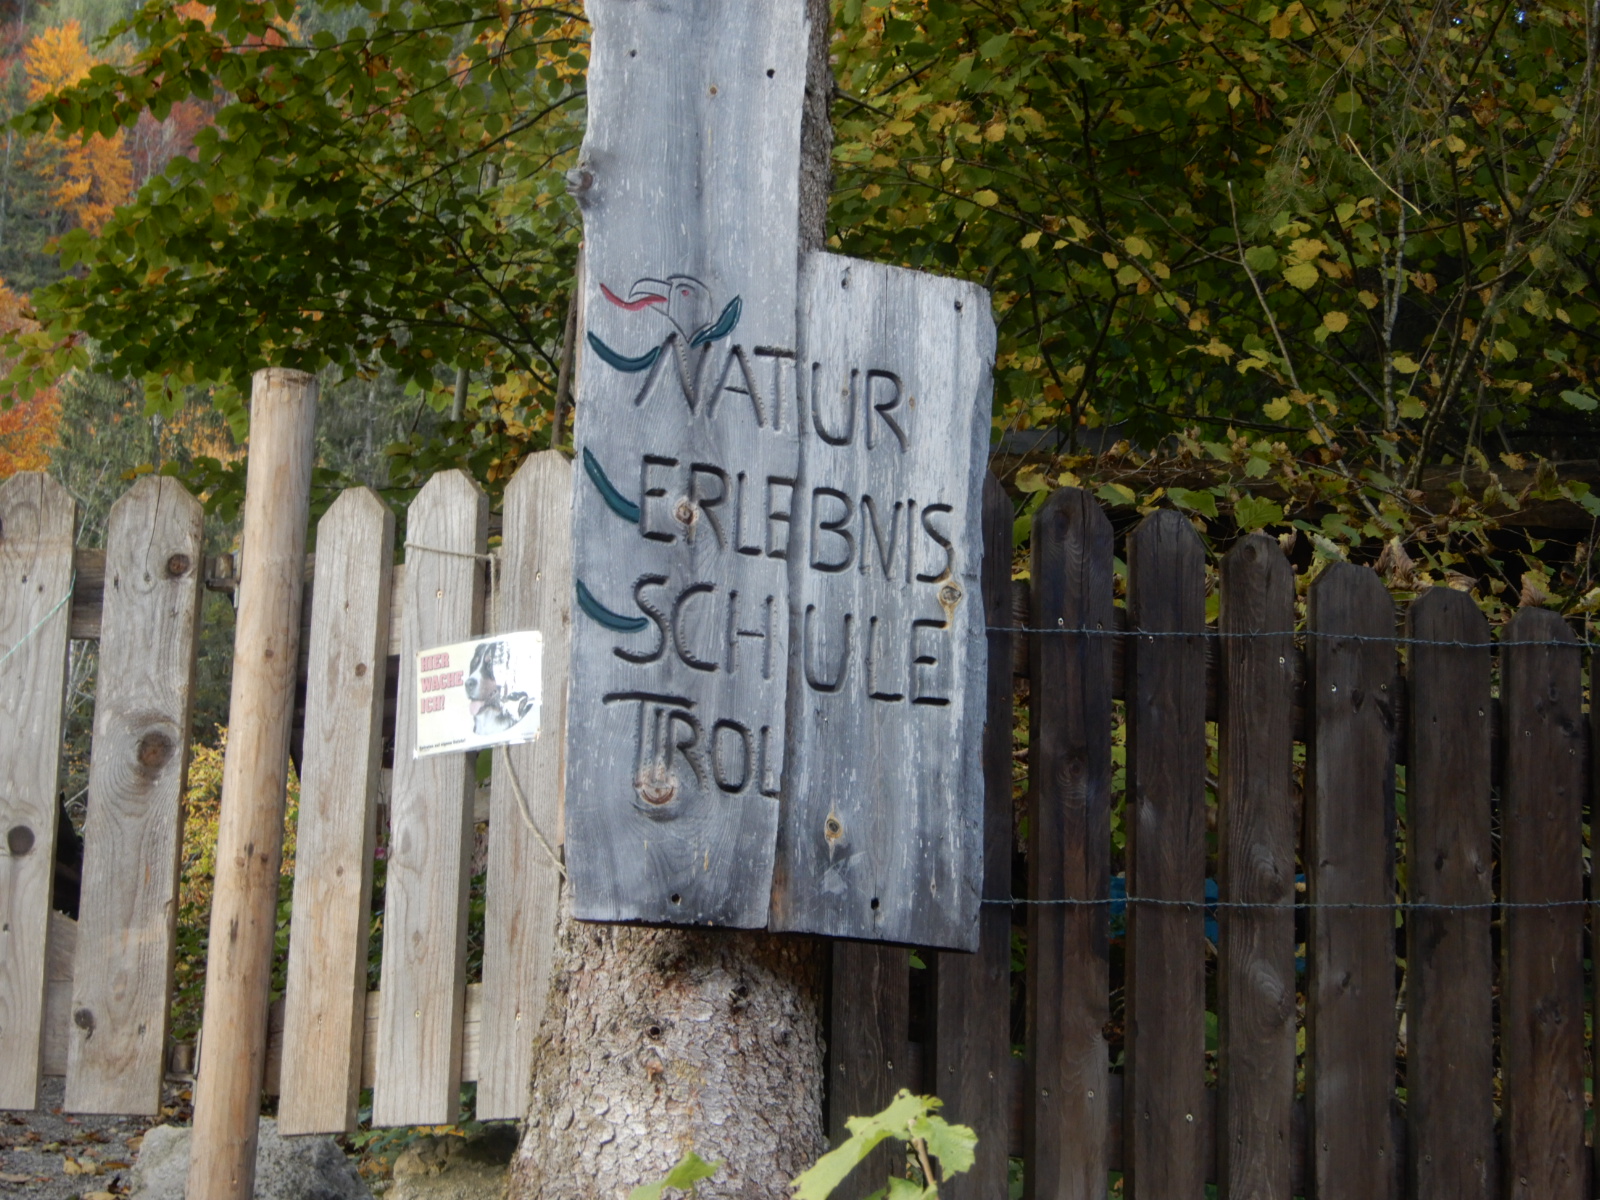 NATUR
ERLEBNIS
SCHULE
TIROL
HIER
WACHE
ICH!